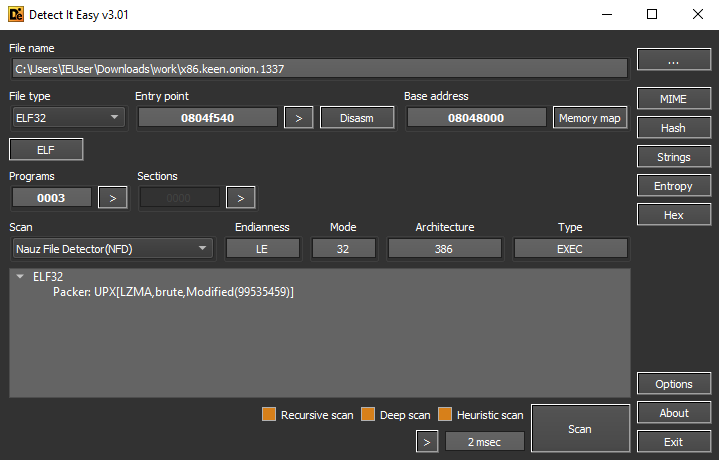 Detect It Easy v3.01
File name
C:\Users\IEUser\Downloads\work\x86.keen.onion.1337
...
File type
Entry point
Base address
ELF32
0804f540
>
Disasm
08048000
Memory map
MIME
ELF
Hash
Programs
Sections
Strings
0003
>
0000
>
Entropy
Hex
Scan
Endianness
Mode
Architecture
Type
Nauz File Detector(NFD)
LE
32
386
EXEC
ELF32
Packer: UPX[LZMA,brute,Modified(99535459)]
Options
Recursive scan
Deep scan
Heuristic scan
Scan
About
>
2 msec
Exit